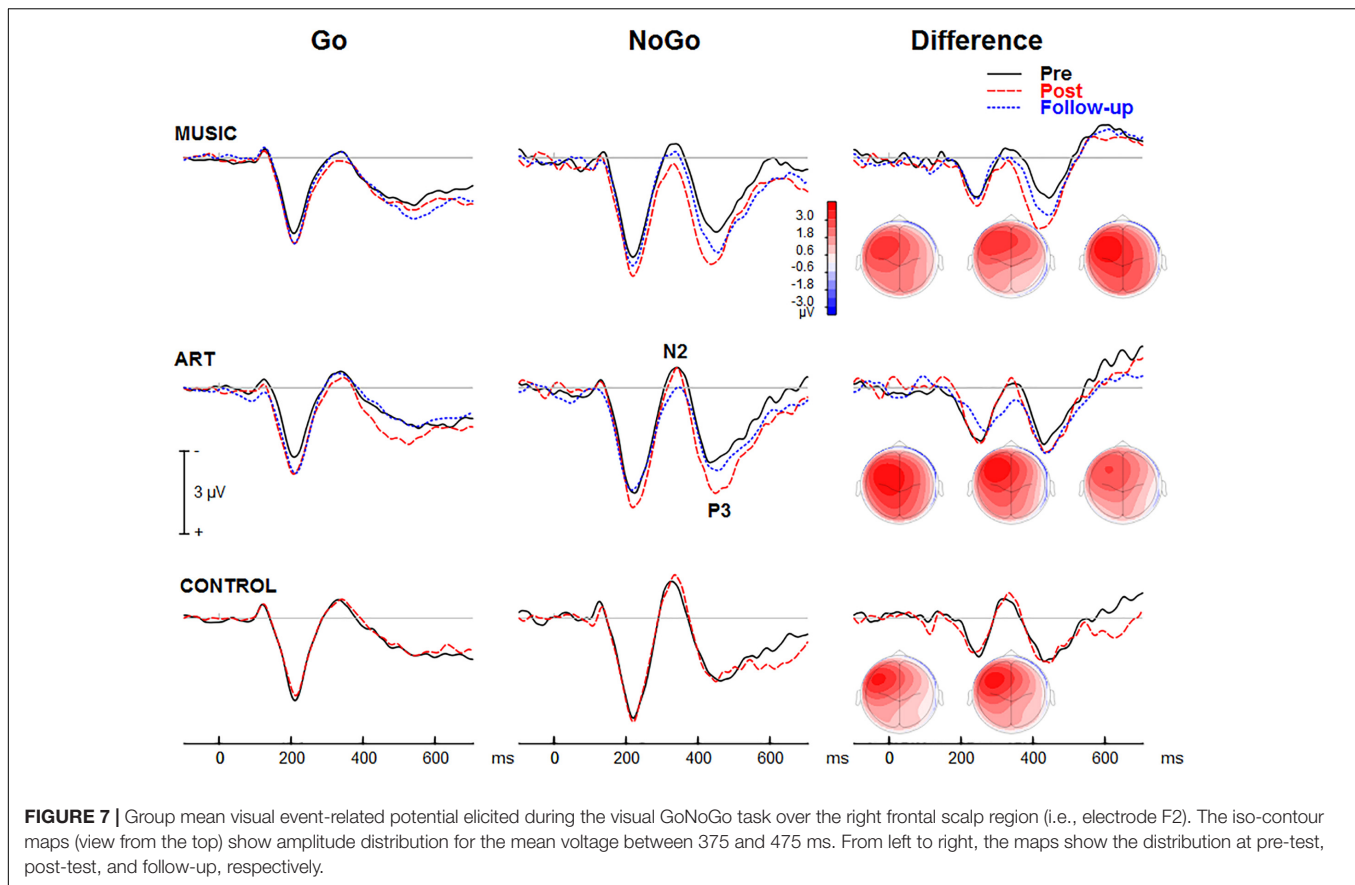 Go NoGo Difference
Pre
Post
Follow-up
MUSIC
3.0
1.8
0.6
-0.6
-1.8
-3.0
µV
ART
N2
P3
-
3 µV
+
CONTROL
0 200 400 600 ms 0 200 400 600 ms 0 200 400 600 ms
FIGURE 7 | Group mean visual event-related potential elicited during the visual GoNoGo task over the right frontal scalp region (i.e., electrode F2). The iso-contour
maps (view from the top) show amplitude distribution for the mean voltage between 375 and 475 ms. From left to right, the maps show the distribution at pre-test,
post-test, and follow-up, respectively.